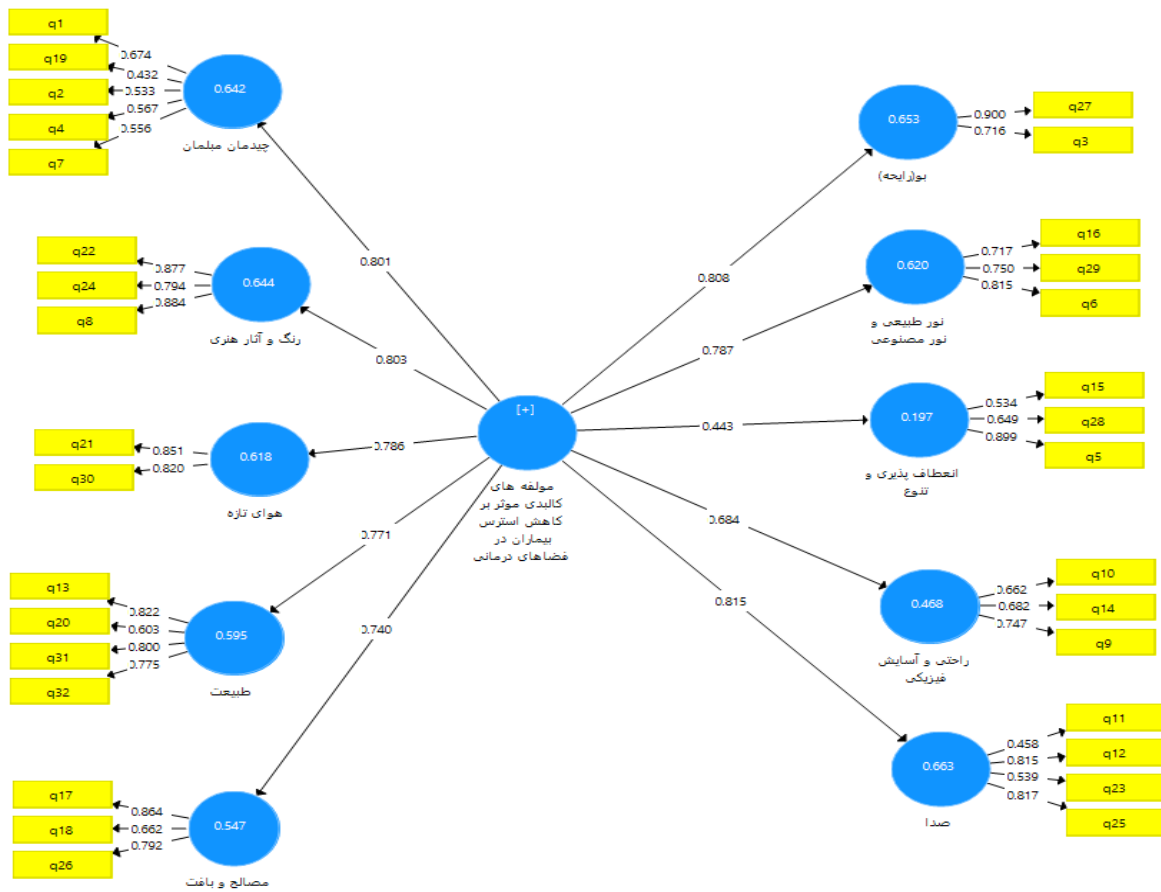 q1
q19
q2
q4
q7
0.674
0.432
0.533
0.567
0.556
0.642
چیدمان مبلمان
q22
q24
q8
0.877
0.794
0.884
0.644
رنگ و آثار هنری
q21
q30
0.851
0.820
0.618
هوای تازه
q13
q20
q31
q32
0.822
0.603
0.800
0.775
0.595
طبیعت
q17
q18
q26
0.864
0.662
0.792
0.547
مصالح و بافت
0.801
0.803
0.786
0.771
0.740
[+]
مولفه های
کالبدی موثر بر
کاهش استرس
بیماران در
فضاهای درمانی
0.808
0.787
0.443
0.684
0.815
0.653
بو(رایحه)
0.900
0.716
q27
q3
0.620
نور طبیعی و
نور مصنوعی
0.717
0.750
0.815
q16
q29
q6
0.197
انعطاف پذیری و
تنوع
0.534
0.649
0.899
q15
q28
q5
0.468
راحتی و آسایش
فیزیکی
0.662
0.682
0.747
q10
q14
q9
0.663
صدا
0.458
0.815
0.539
0.817
q11
q12
q23
q25